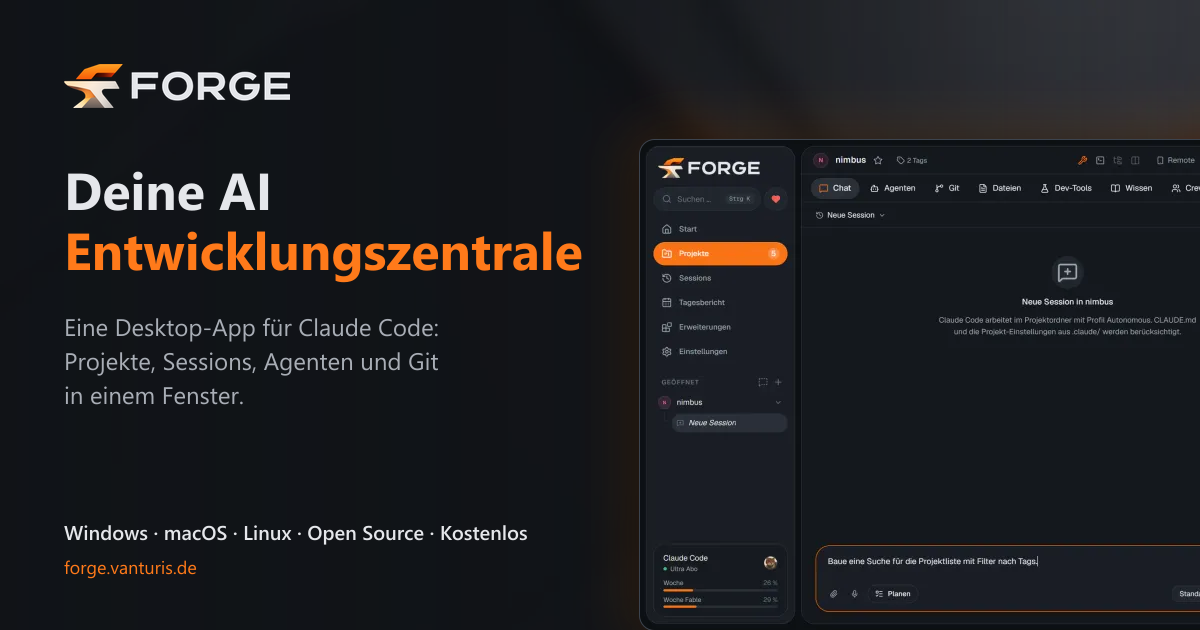 FORGE
Deine AI
Entwicklungszentrale
Eine Desktop-App für Claude Code:
Projekte, Sessions, Agenten und Git
in einem Fenster.
Windows · macOS · Linux · Open Source · Kostenlos
forge.vanturis.de
FORGE
Suchen ... Strg K
Start
Projekte 5
Sessions
Tagesbericht
Erweiterungen
Einstellungen
GEÖFFNET
N nimbus
Neue Session
Claude Code
Ultra Abo
Woche 26 %
Woche Fable 29 %
N nimbus 2 Tags Remote
Chat Agenten Git Dateien Dev-Tools Wissen Crew
Neue Session
Neue Session in nimbus
Claude Code arbeitet im Projektordner mit Profil Autonomous. CLAUDE.md
und die Projekt-Einstellungen aus .claude/ werden berücksichtigt.
Baue eine Suche für die Projektliste mit Filter nach Tags.
Planen Standa